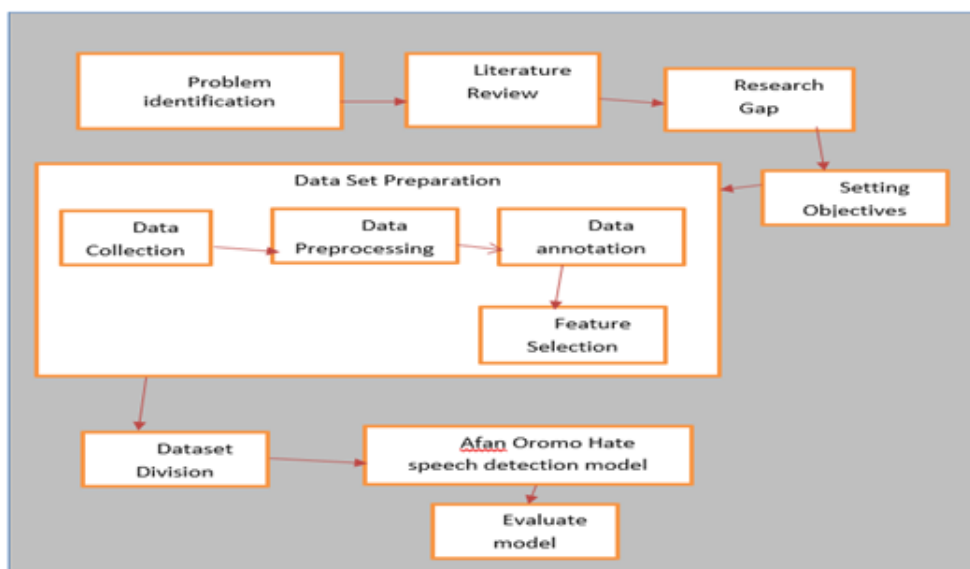 Problem
identification
Literature
Review
Research
Gap
Setting
Objectives
Data Set Preparation
Data
Collection
Data
Preprocessing
Data
annotation
Feature
Selection
Dataset
Division
Afan Oromo Hate
speech detection model
Evaluate
model